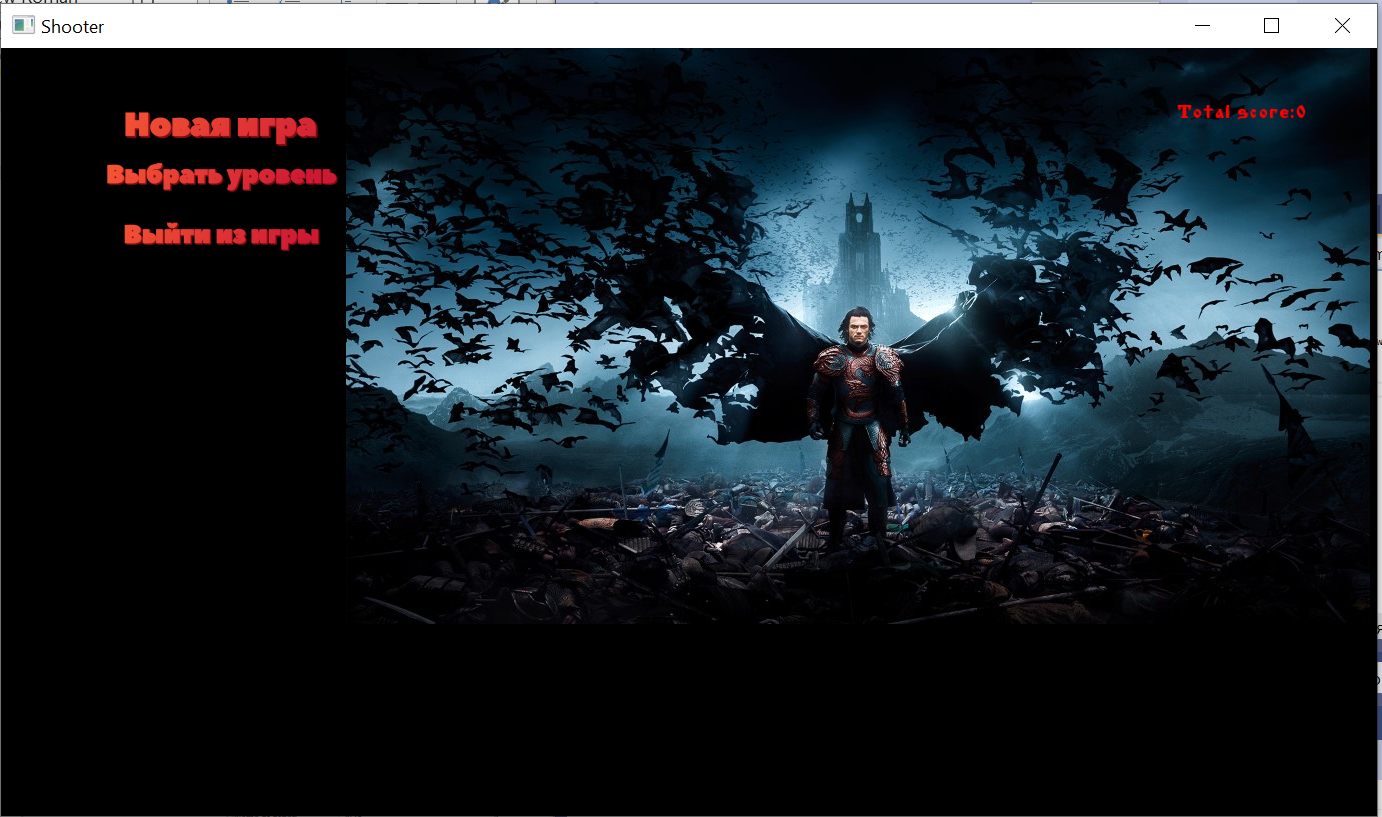 Shooter
Новая игра
Total score:0
Выбрать уровень
Выйти из игры